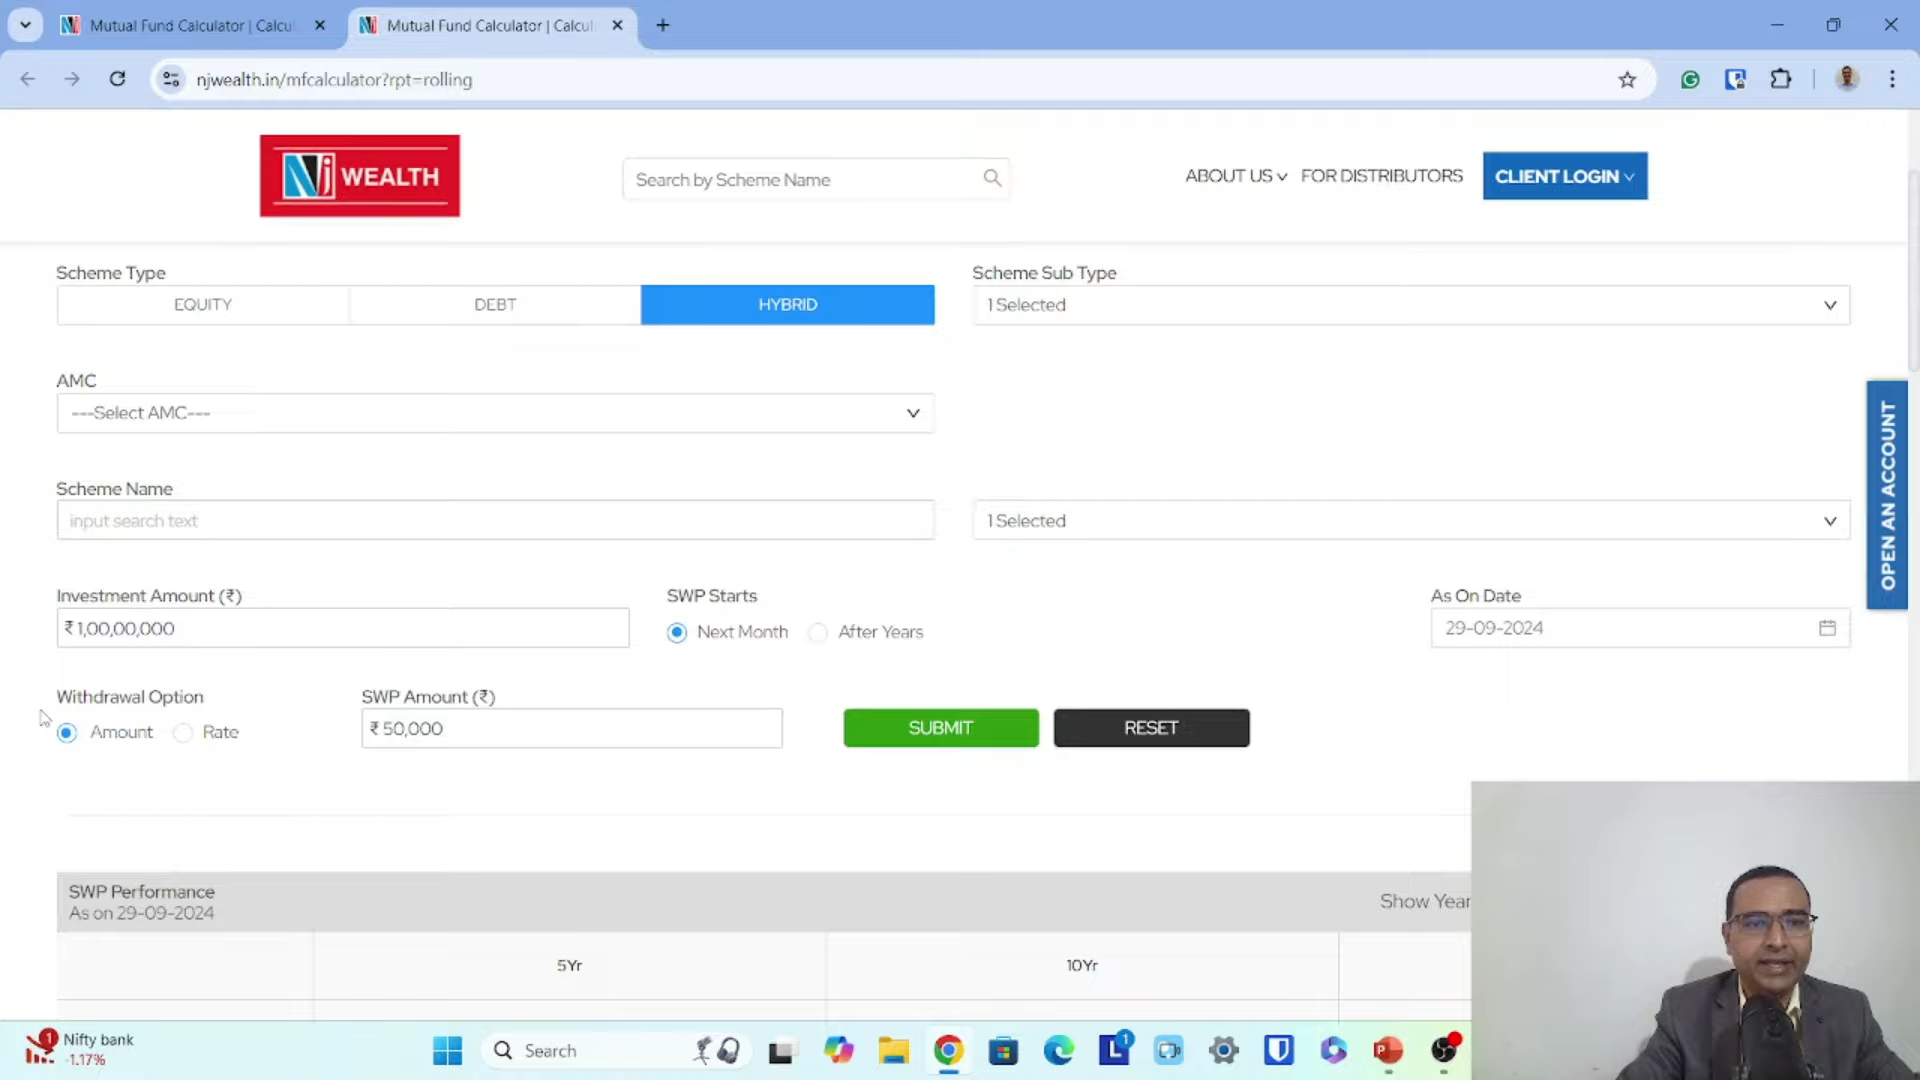 Mutual Fund Calculator | Calcul
Mutual Fund Calculator | Calcul
njwealth.in/mfcalculator?rpt=rolling
Nj WEALTH
Search by Scheme Name
ABOUT US
FOR DISTRIBUTORS
CLIENT LOGIN
Scheme Type
Scheme Sub Type
EQUITY
DEBT
HYBRID
1 Selected
AMC
---Select AMC---
OPEN AN ACCOUNT
Scheme Name
input search text
1 Selected
Investment Amount (₹)
SWP Starts
As On Date
₹ 1,00,00,000
Next Month
After Years
29-09-2024
Withdrawal Option
SWP Amount (₹)
Amount
Rate
₹ 50,000
SUBMIT
RESET
SWP Performance
As on 29-09-2024
Show Year
5Yr
10Yr
1
Nifty bank
-1.17%
Search
L
1
P